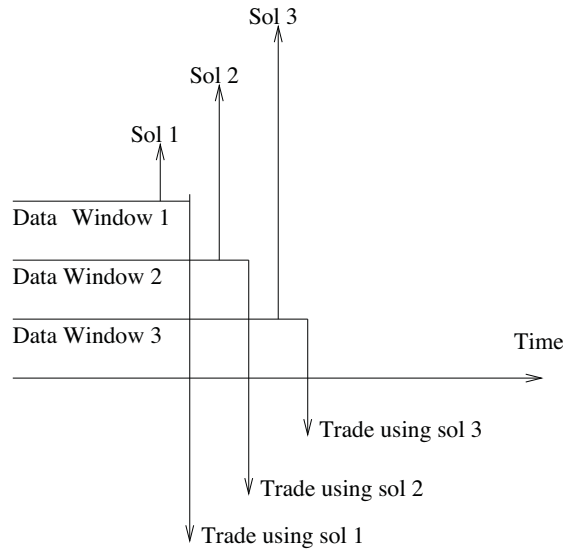 Sol 3
Sol 2
Sol 1
Data Window 1
Data Window 2
Data Window 3
Time
Trade using sol 3
Trade using sol 2
Trade using sol 1